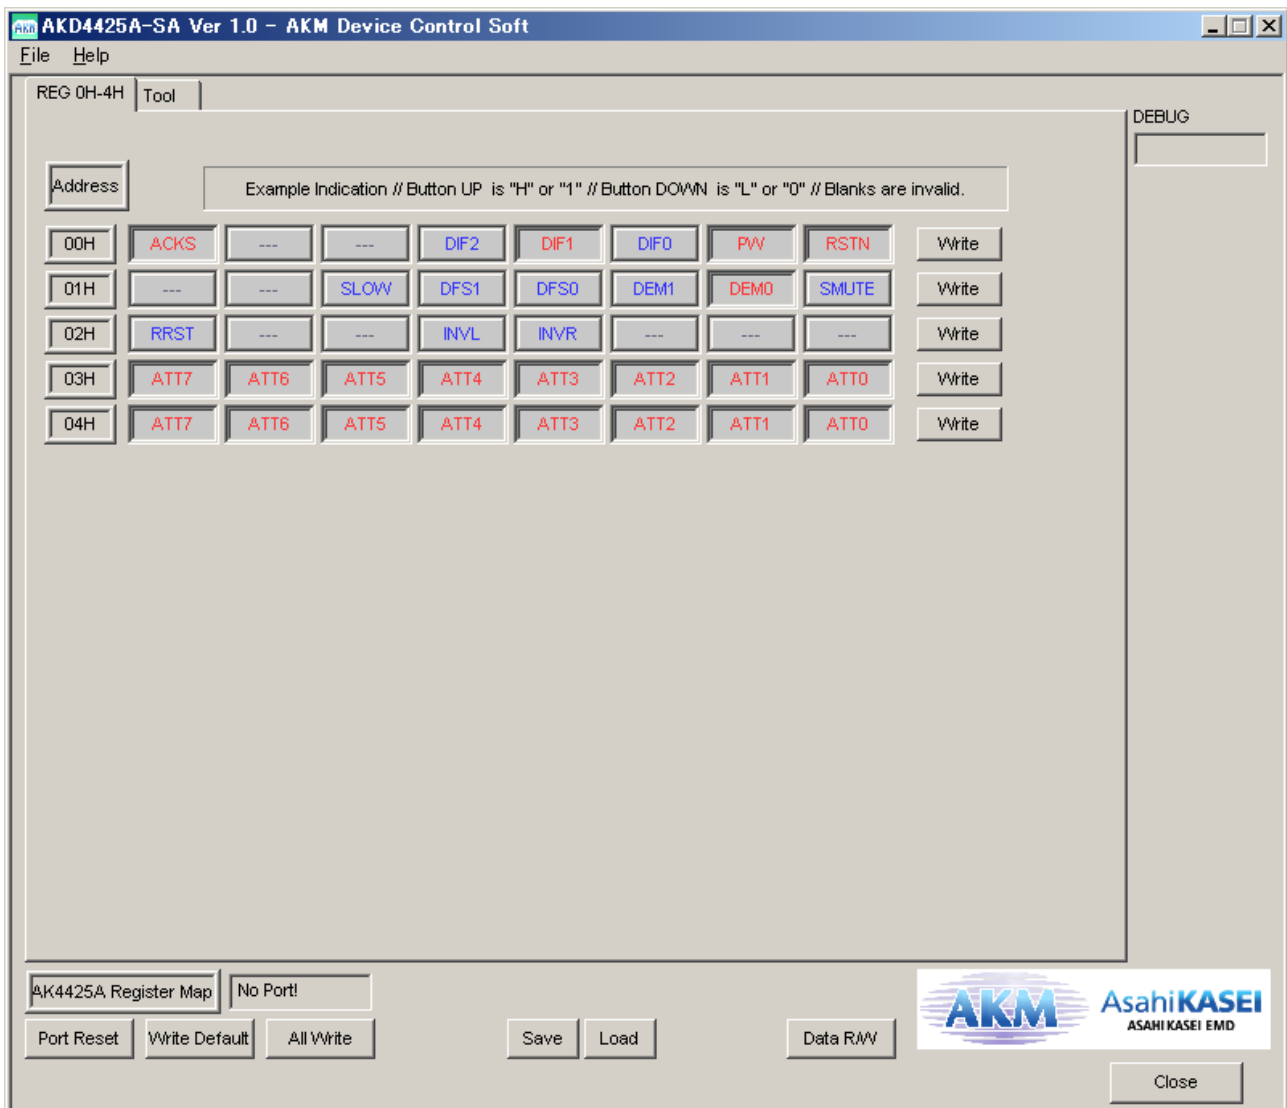 AKM AKD4425A-SA Ver 1.0 - AKM Device Control Soft
File Help
REG 0H-4H Tool
DEBUG
Address Example Indication // Button UP is "H" or "1" // Button DOWN is "L" or "0" // Blanks are invalid.
00H ACKS --- --- DIF2 DIF1 DIF0 PW RSTN Write
01H --- --- SLOW DFS1 DFS0 DEM1 DEM0 SMUTE Write
02H RRST --- --- INVL INVR --- --- --- Write
03H ATT7 ATT6 ATT5 ATT4 ATT3 ATT2 ATT1 ATT0 Write
04H ATT7 ATT6 ATT5 ATT4 ATT3 ATT2 ATT1 ATT0 Write
AK4425A Register Map No Port!
AKM AsahiKASEI
ASAHI KASEI EMD
Port Reset Write Default All Write Save Load Data R/W
Close